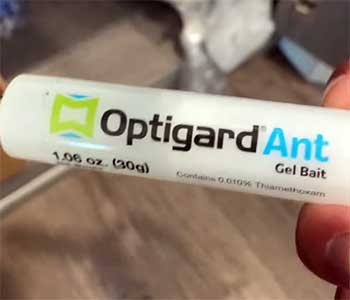 Optigard® Ant
Gel Bait
1.06 oz. (30g)
Contains 0.010% Thiamethoxam